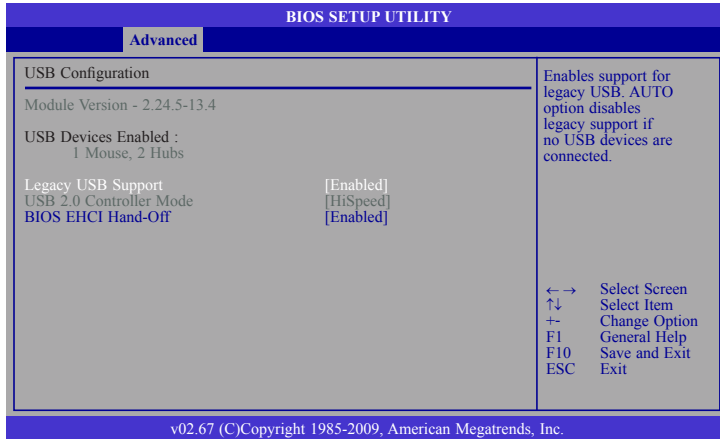 BIOS SETUP UTILITY
Advanced
USB Configuration
Module Version - 2.24.5-13.4
USB Devices Enabled :
1 Mouse, 2 Hubs
Legacy USB Support [Enabled]
USB 2.0 Controller Mode [HiSpeed]
BIOS EHCI Hand-Off [Enabled]
Enables support for
legacy USB. AUTO
option disables
legacy support if
no USB devices are
connected.
←→ Select Screen
↑↓ Select Item
+- Change Option
F1 General Help
F10 Save and Exit
ESC Exit
v02.67 (C)Copyright 1985-2009, American Megatrends, Inc.